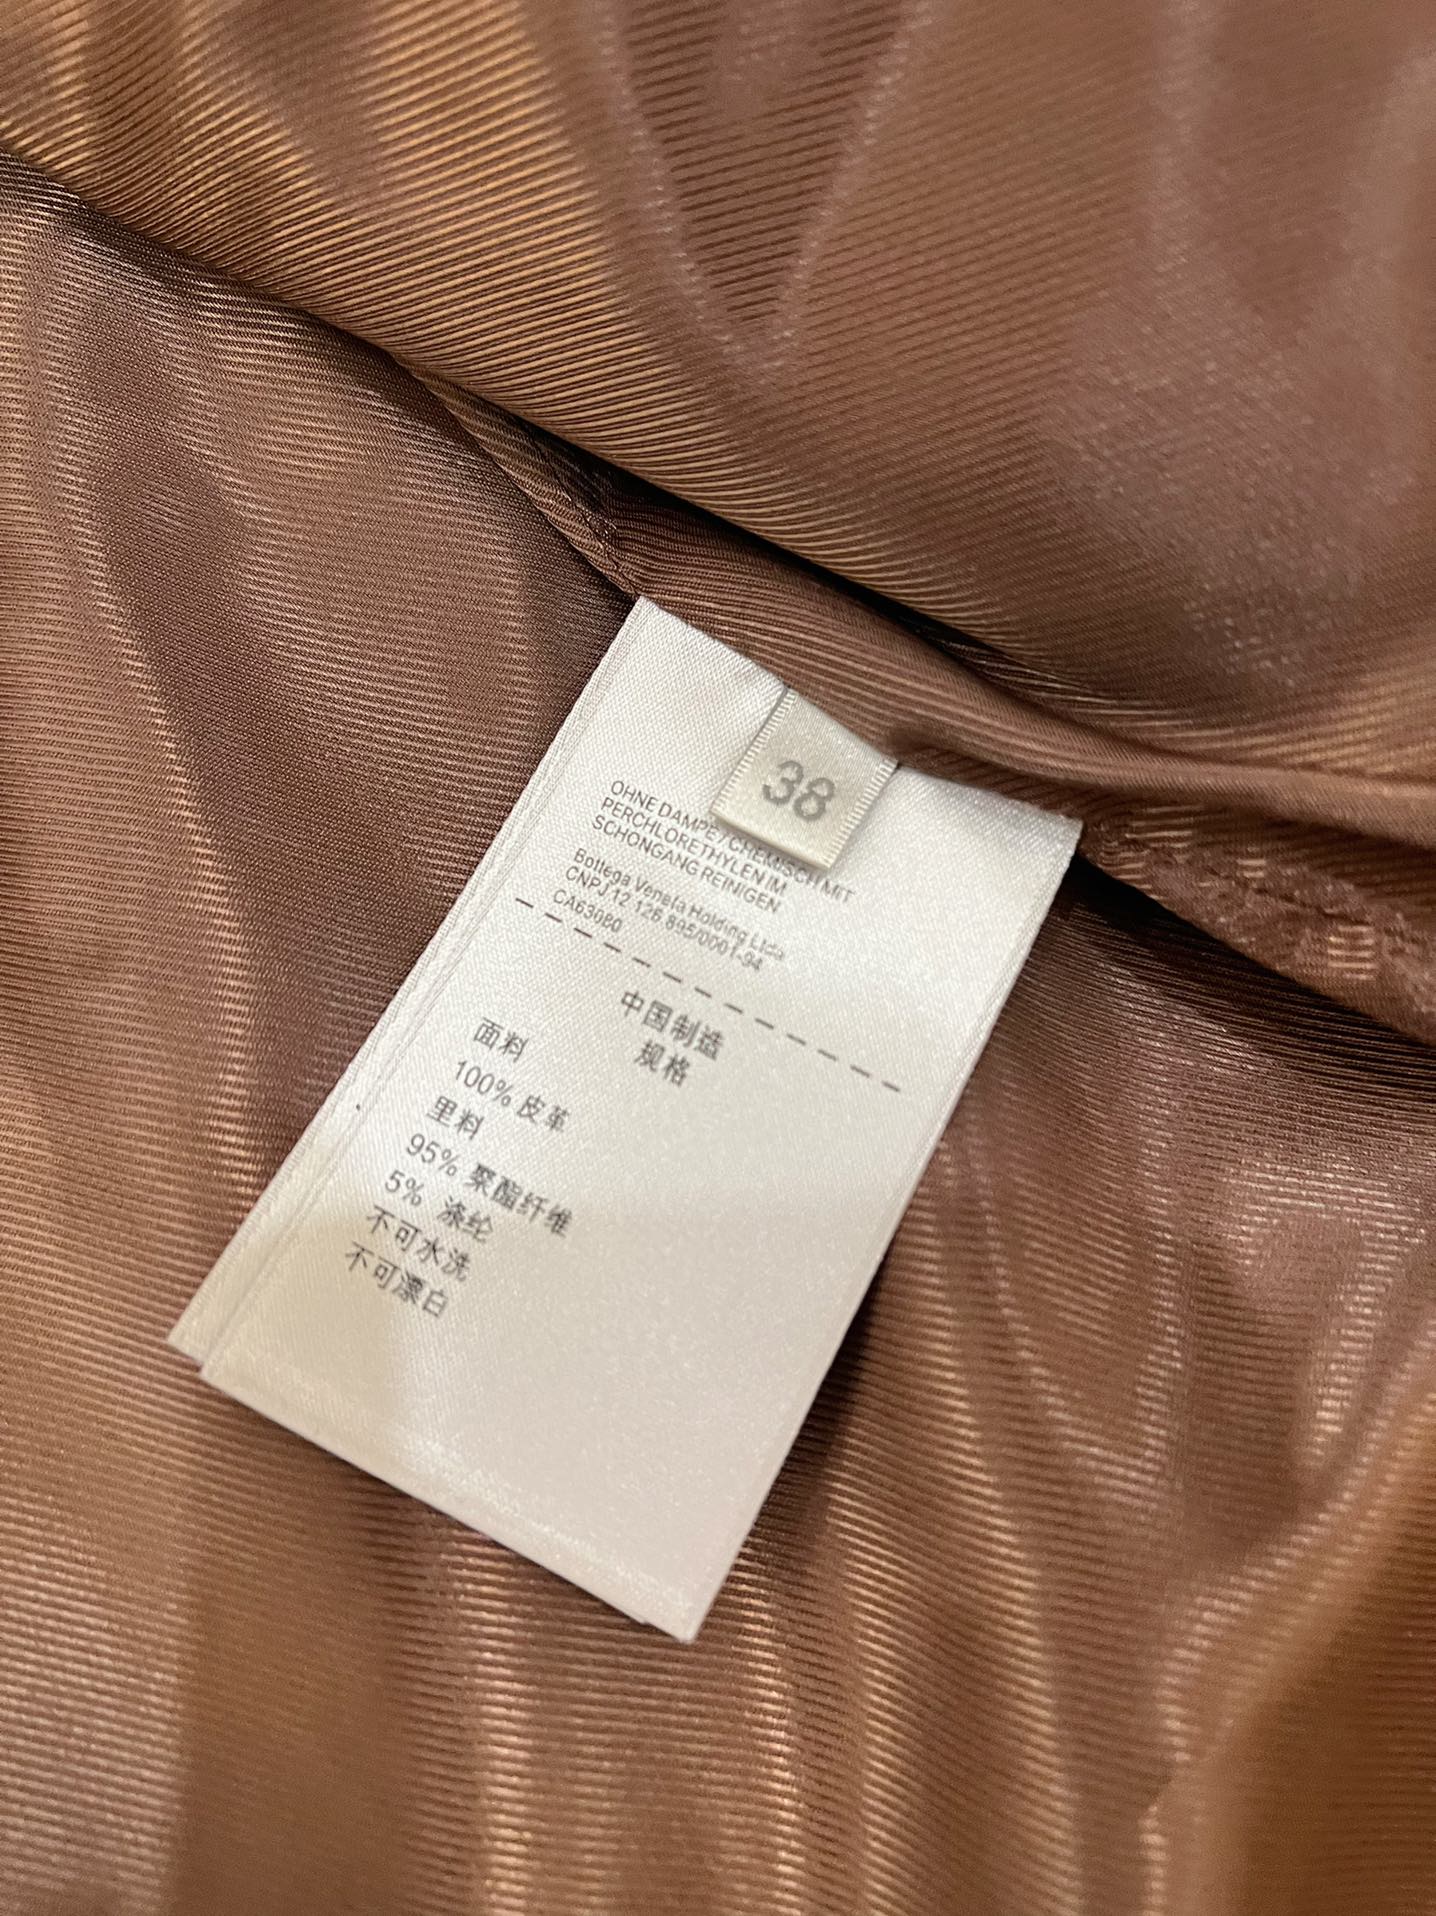 38
OHNE DAMPE/CHEMISCH MIT
PERCHLORETHYLEN IM
SCHONGANG REINIGEN
Bottega Veneta Holding Ltda
CNPJ 12 126 895/0001-94
CA63080
中国制造
规格
面料
100% 皮革
里料
95% 聚酯纤维
5% 涤纶
不可水洗
不可漂白